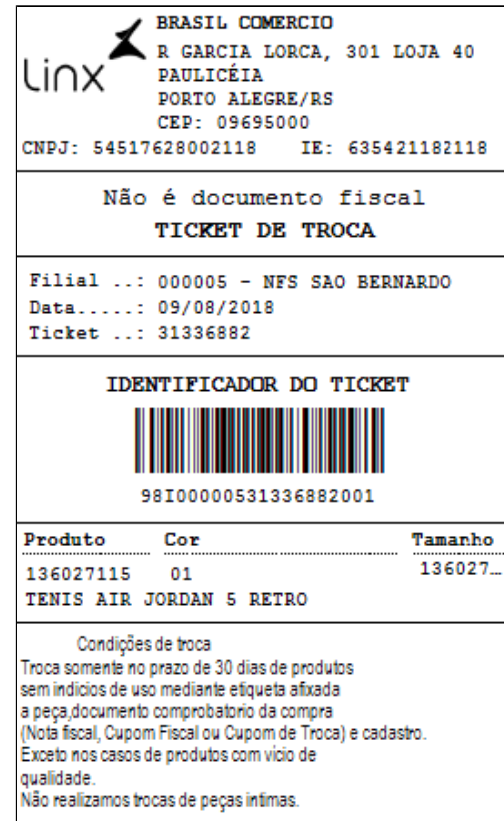 Linx
BRASIL COMERCIO
R GARCIA LORCA, 301 LOJA 40
PAULICÉIA
PORTO ALEGRE/RS
CEP: 09695000
CNPJ: 54517628002118 IE: 635421182118
Não é documento fiscal
TICKET DE TROCA
Filial ..: 000005 - NFS SAO BERNARDO
Data.....: 09/08/2018
Ticket ..: 31336882
IDENTIFICADOR DO TICKET
98I00000531336882001
Produto Cor Tamanho
136027115 01 136027...
TENIS AIR JORDAN 5 RETRO
Condições de troca
Troca somente no prazo de 30 dias de produtos
sem indicios de uso mediante etiqueta afixada
a peça,documento comprobatorio da compra
(Nota fiscal, Cupom Fiscal ou Cupom de Troca) e cadastro.
Exceto nos casos de produtos com vício de
qualidade.
Não realizamos trocas de peças intimas.